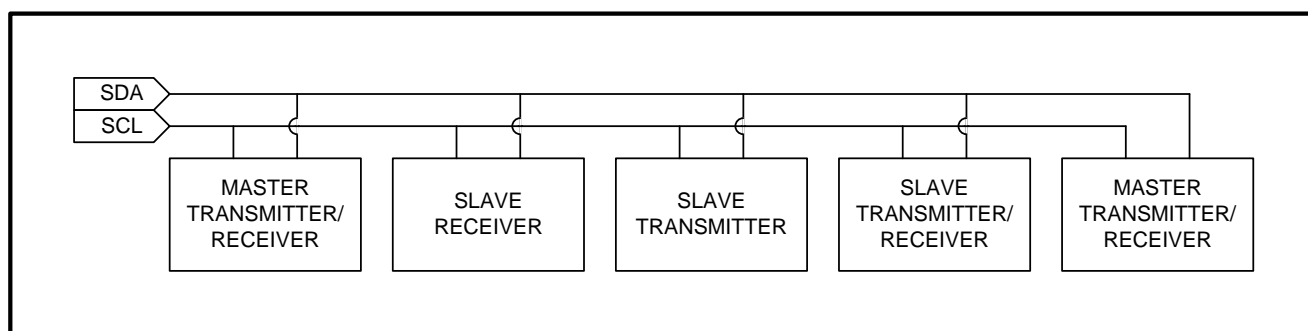 SDA
SCL
MASTER
TRANSMITTER/
RECEIVER
SLAVE
RECEIVER
SLAVE
TRANSMITTER
SLAVE
TRANSMITTER/
RECEIVER
MASTER
TRANSMITTER/
RECEIVER